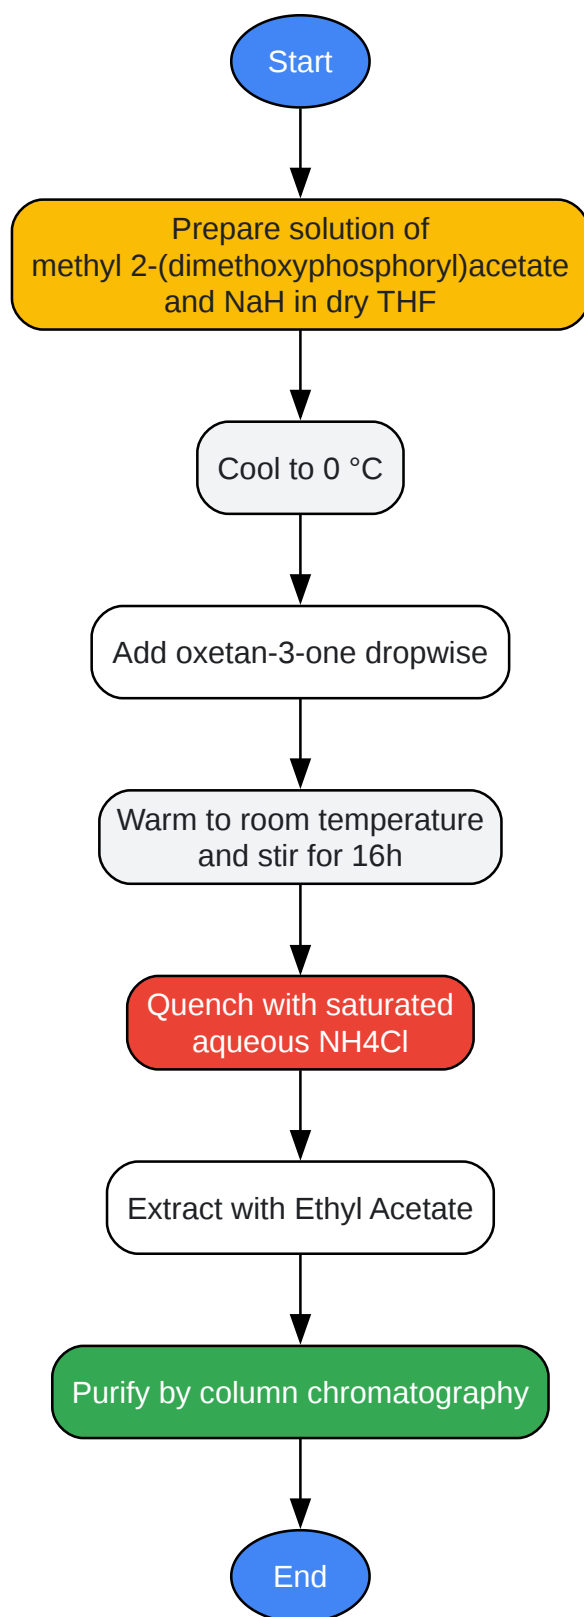 Start
Prepare solution of
methyl 2-(dimethoxyphosphoryl)acetate
and NaH in dry THF
Cool to 0 °C
Add oxetan-3-one dropwise
Warm to room temperature
and stir for 16h
Quench with saturated
aqueous NH4Cl
Extract with Ethyl Acetate
Purify by column chromatography
End